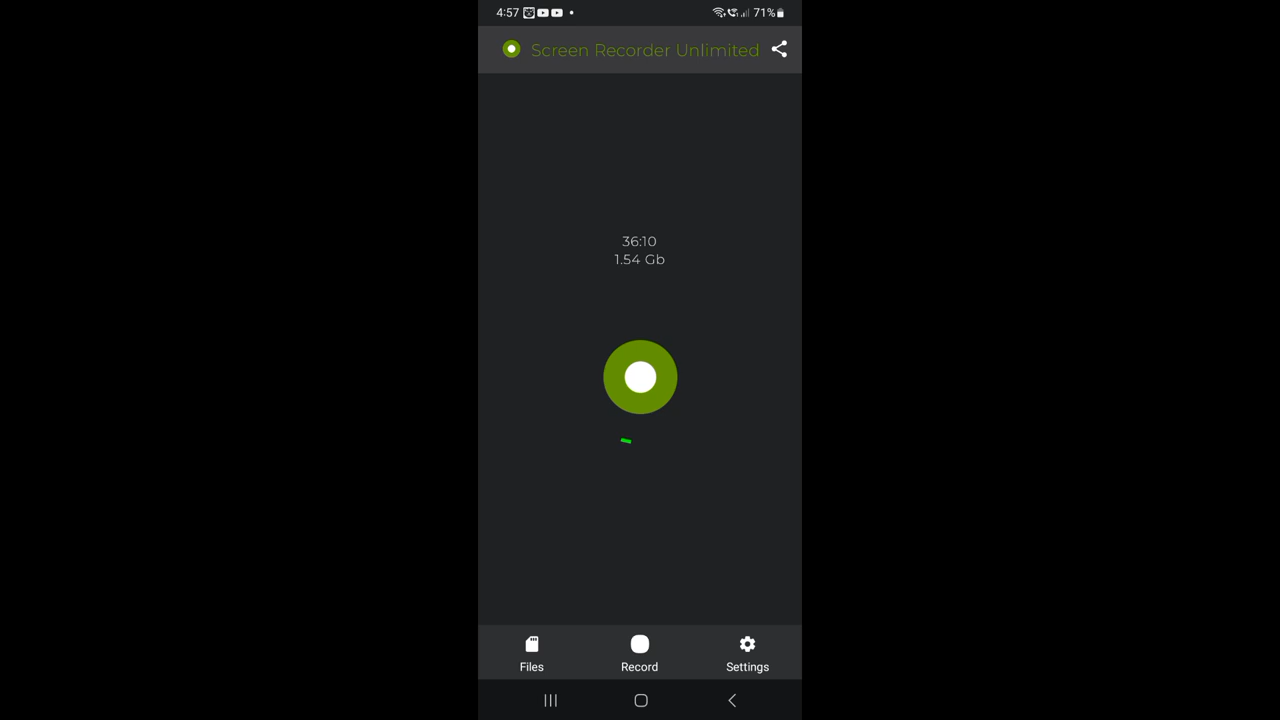 4:57
71%
Screen Recorder Unlimited
36:10
1.54 Gb
Files
Record
Settings